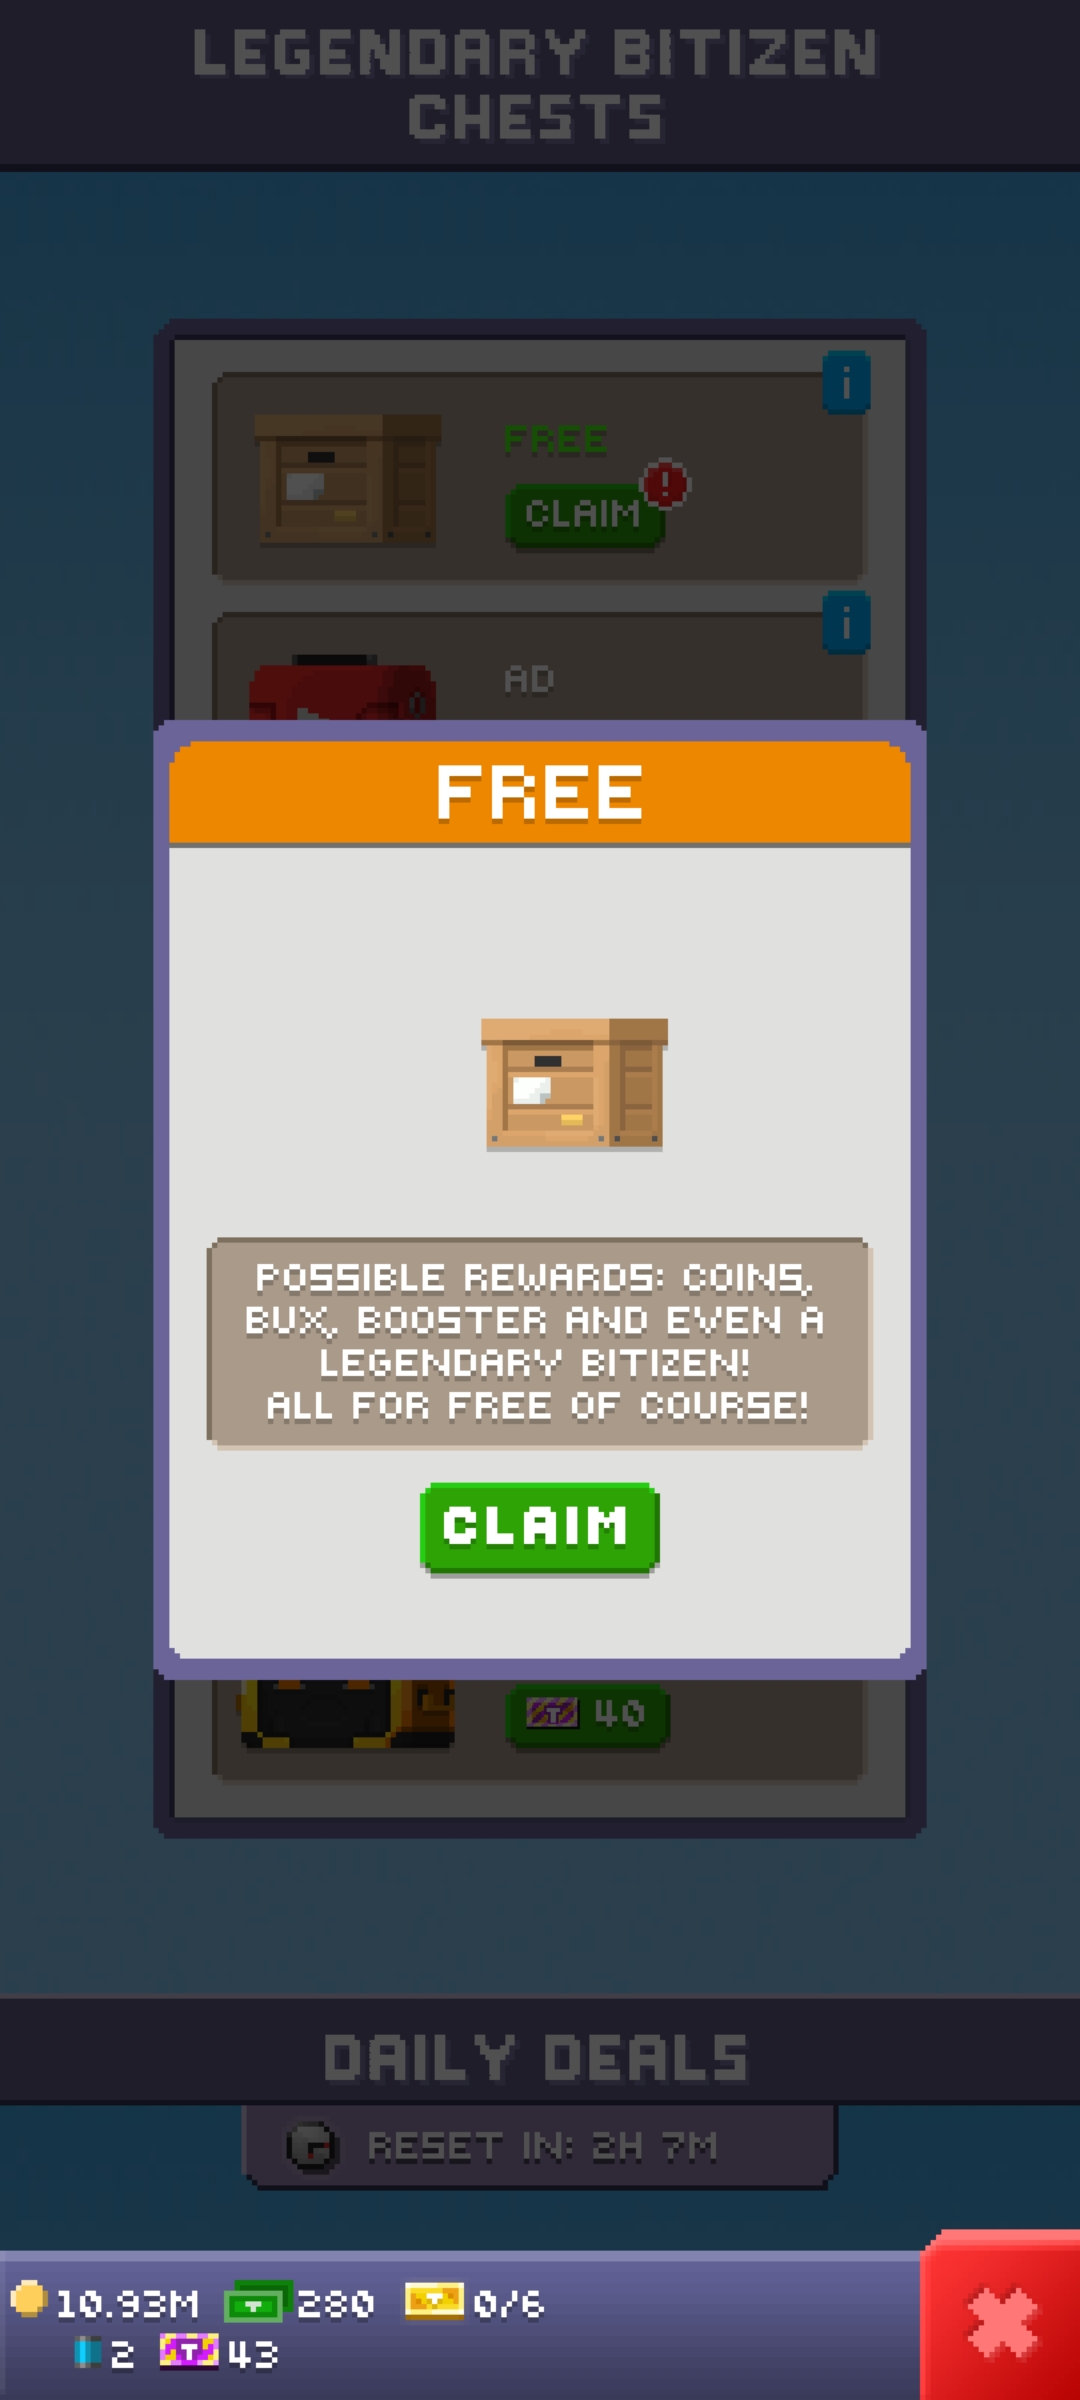 LEGENDARY BITIZEN
CHESTS
i
FREE
!
CLAIM
i
AD
FREE
POSSIBLE REWARDS: COINS,
BUX, BOOSTER AND EVEN A
LEGENDARY BITIZEN!
ALL FOR FREE OF COURSE!
CLAIM
T 40
DAILY DEALS
RESET IN: 2H 7M
10.93M T 280 T 0/6
2 T 43